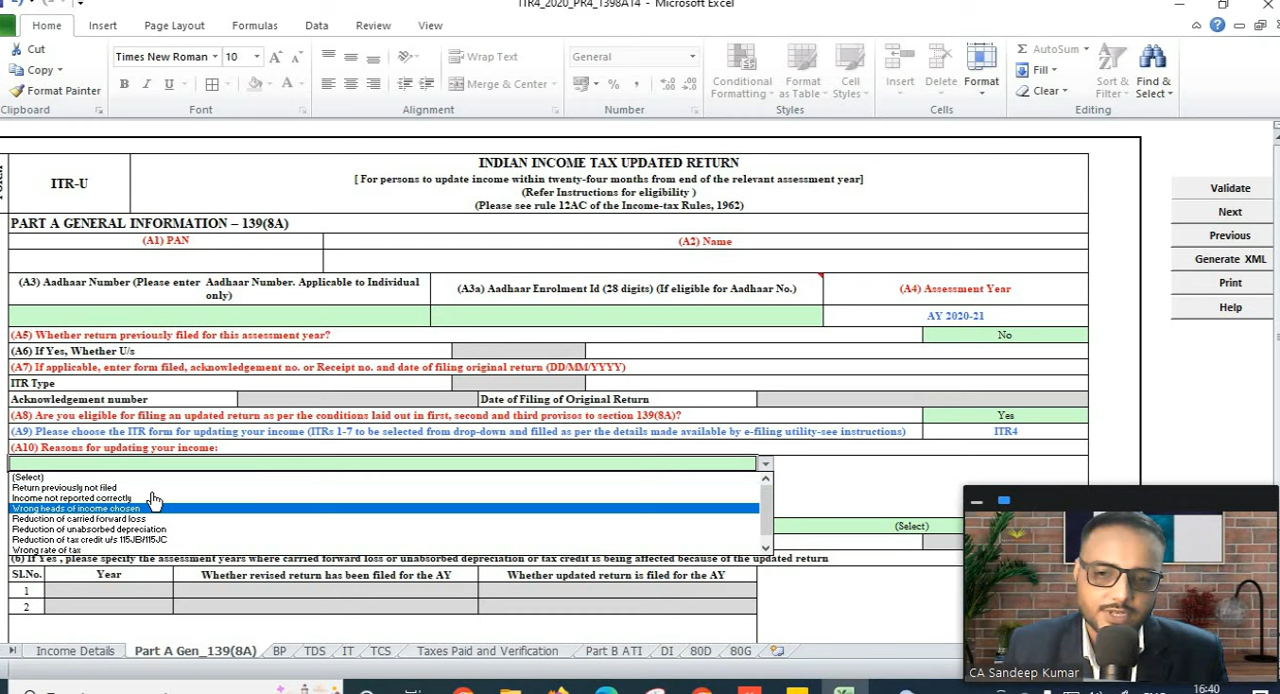 ITR4_2020_PR4_1398A14 - Microsoft Excel
Home Insert Page Layout Formulas Data Review View
Cut
Copy
Format Painter
Clipboard
Times New Roman 10
B I U A
Font
Wrap Text
Merge & Center
Alignment
General
%
Number
Conditional Formatting
Format as Table
Cell Styles
Styles
Insert Delete Format
Cells
AutoSum
Fill
Clear
Sort & Filter
Find & Select
Editing
ITR-U
INDIAN INCOME TAX UPDATED RETURN
[ For persons to update income within twenty-four months from end of the relevant assessment year]
(Refer Instructions for eligibility )
(Please see rule 12AC of the Income-tax Rules, 1962)
PART A GENERAL INFORMATION – 139(8A)
(A1) PAN (A2) Name
(A3) Aadhaar Number (Please enter Aadhaar Number. Applicable to Individual only)
(A3a) Aadhaar Enrolment Id (28 digits) (If eligible for Aadhaar No.)
(A4) Assessment Year
AY 2020-21
(A5) Whether return previously filed for this assessment year? No
(A6) If Yes, Whether U/s
(A7) If applicable, enter form filed, acknowledgement no. or Receipt no. and date of filing original return (DD/MM/YYYY)
ITR Type
Acknowledgement number Date of Filing of Original Return
(A8) Are you eligible for filing an updated return as per the conditions laid out in first, second and third provisos to section 139(8A)? Yes
(A9) Please choose the ITR form for updating your income (ITRs 1-7 to be selected from drop-down and filled as per the details made available by e-filing utility-see instructions) ITR4
(A10) Reasons for updating your income:
(Select)
Return previously not filed
Income not reported correctly
Wrong heads of income chosen
Reduction of carried forward loss
Reduction of unabsorbed depreciation
Reduction of tax credit u/s 115JB/115JC
Wrong rate of tax
(Select)
(b) If Yes , please specify the assessment years where carried forward loss or unabsorbed depreciation or tax credit is being affected because of the updated return
Sl.No. Year Whether revised return has been filed for the AY Whether updated return is filed for the AY
1
2
Validate
Next
Previous
Generate XML
Print
Help
CA Sandeep Kumar
Income Details Part A Gen_139(8A) BP TDS IT TCS Taxes Paid and Verification Part B ATI DI 80D 80G
16:40